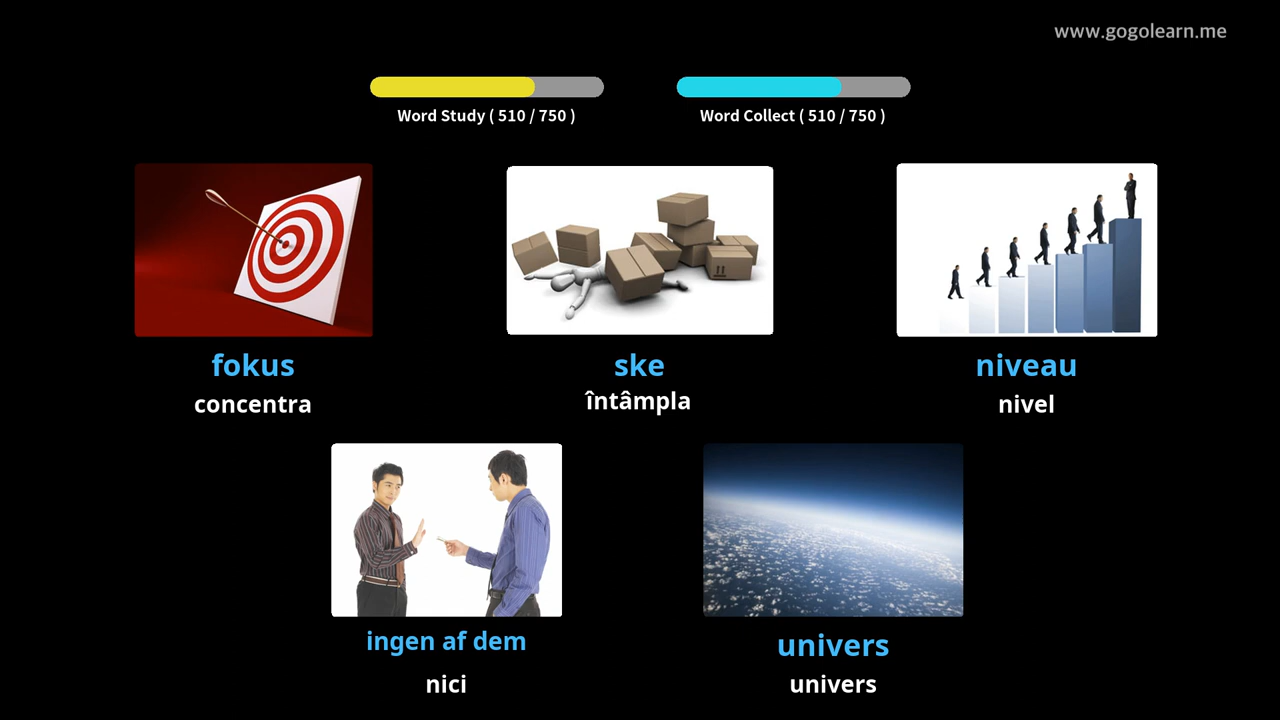 www.gogolearn.me
Word Study ( 510 / 750 )
Word Collect ( 510 / 750 )
fokus
concentra
ske
întâmpla
niveau
nivel
ingen af dem
nici
univers
univers